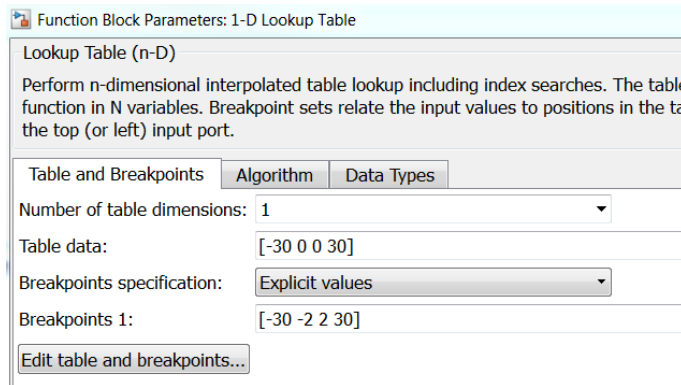 Function Block Parameters: 1-D Lookup Table
Lookup Table (n-D)
Perform n-dimensional interpolated table lookup including index searches. The table
function in N variables. Breakpoint sets relate the input values to positions in the ta
the top (or left) input port.
Table and Breakpoints Algorithm Data Types
Number of table dimensions: 1
Table data: [-30 0 0 30]
Breakpoints specification: Explicit values
Breakpoints 1: [-30 -2 2 30]
Edit table and breakpoints...